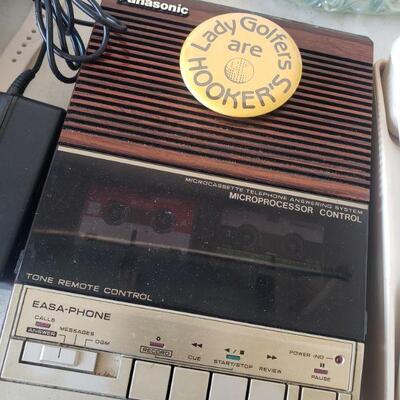 Panasonic
Lady Golfers
are
HOOKER'S
MICROCASSETTE TELEPHONE ANSWERING SYSTEM
MICROPROCESSOR CONTROL
TONE REMOTE CONTROL
EASA-PHONE
CALLS
ANSWER
MESSAGES
OGM
RECORD
CUE
START/STOP
REVIEW
POWER IND
PAUSE